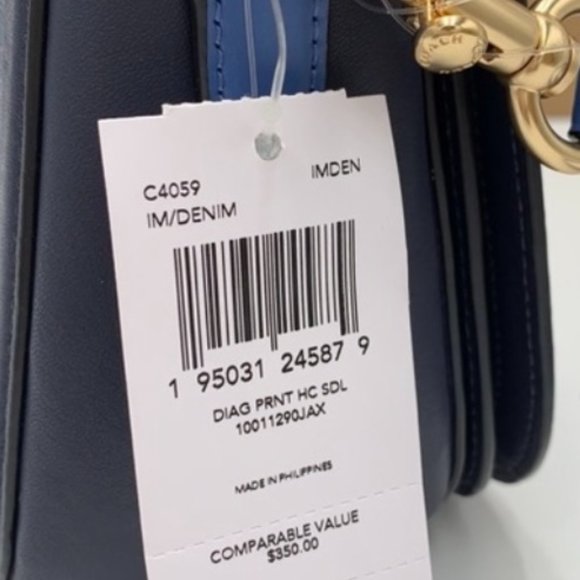 COACH
C4059 IMDEN
IM/DENIM
1 95031 24587 9
DIAG PRNT HC SDL
10011290JAX
MADE IN PHILIPPINES
COMPARABLE VALUE
$350.00